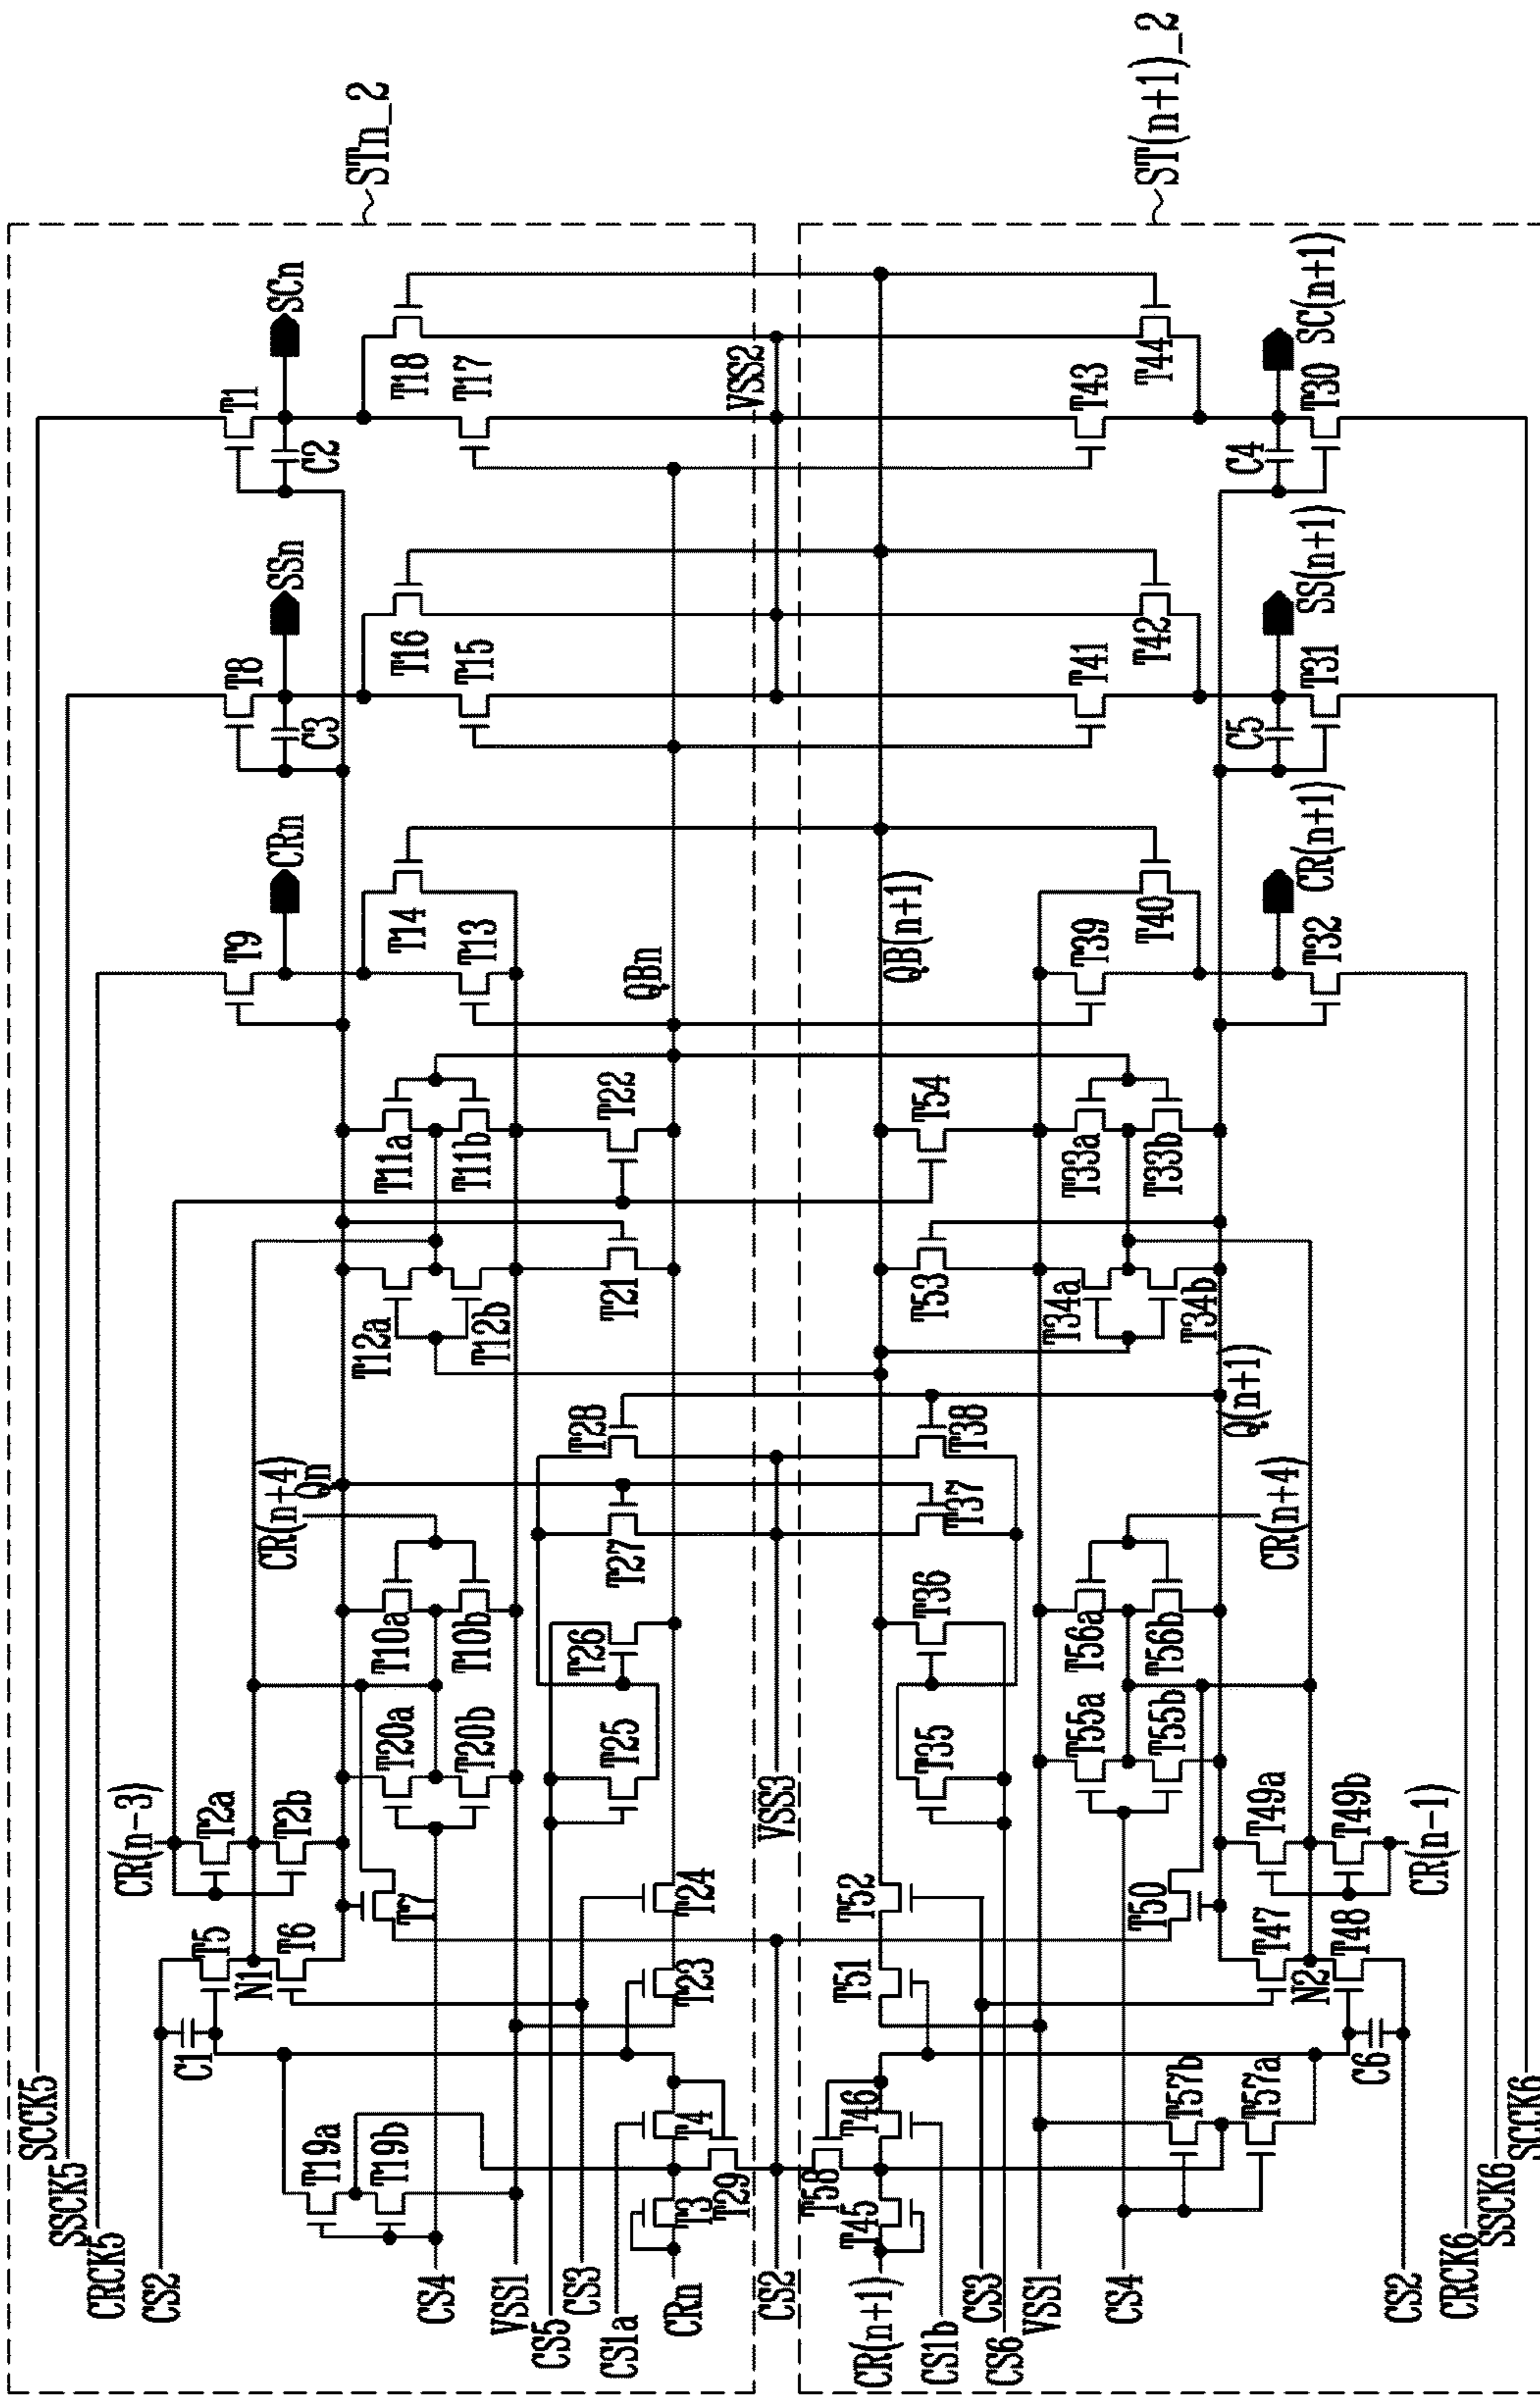 STn_2
ST(n+1)_2
SCn
SC(n+1)
T1
T18
T17
VSS2
T43
T44
T30
C2
C4
SSn
SS(n+1)
T8
T16
T15
T41
T42
T31
C3
C5
CRn
CR(n+1)
T9
T14
T13
QBn
QB(n+1)
T39
T40
T32
T11a
T11b
T22
T54
T33a
T33b
T12a
T12b
T21
T53
T34a
T34b
Qn
CR(n+4)
T28
T38
Q(n+1)
T27
T37
CR(n+4)
T10a
T10b
T26
T36
T56a
T56b
T20a
T20b
T25
T35
T55a
T55b
CR(n-3)
T2a
T2b
VSS3
T49a
T49b
CR(n-1)
T7
T24
T52
T50
T5
N1
T6
T23
T51
T47
N2
T48
C1
C6
T19a
T19b
T4
T3
T29
T46
T58
T45
T57b
T57a
SCCK5
SSCK5
CRCK5
CS2
CS4
VSS1
CS5
CS3
CS1a
CRn
CS2
CR(n+1)
CS1b
CS3
CS6
VSS1
CS4
CS2
CRCK6
SSCK6
SCCK6